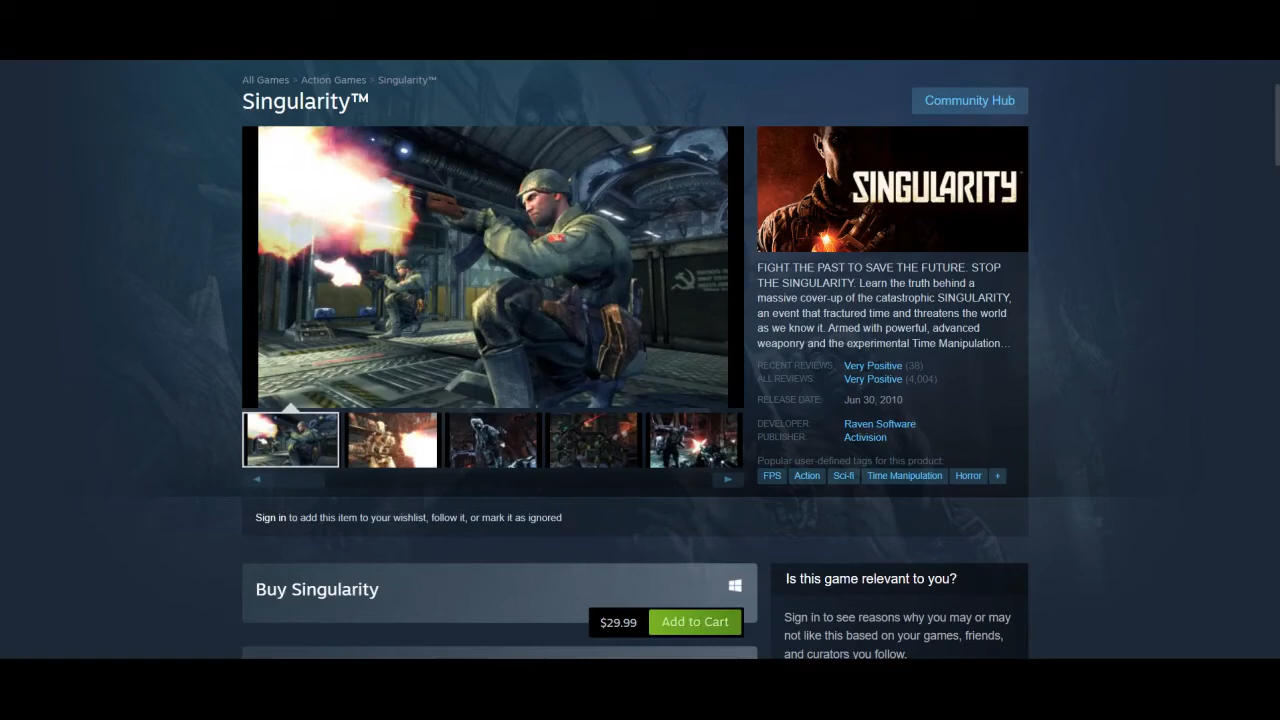 All Games > Action Games > Singularity™
Singularity™
Community Hub
SINGULARITY
FIGHT THE PAST TO SAVE THE FUTURE. STOP
THE SINGULARITY. Learn the truth behind a
massive cover-up of the catastrophic SINGULARITY,
an event that fractured time and threatens the world
as we know it. Armed with powerful, advanced
weaponry and the experimental Time Manipulation...
RECENT REVIEWS: Very Positive (38)
ALL REVIEWS: Very Positive (4,004)
RELEASE DATE: Jun 30, 2010
DEVELOPER: Raven Software
PUBLISHER: Activision
Popular user-defined tags for this product:
FPS Action Sci-fi Time Manipulation Horror +
Sign in to add this item to your wishlist, follow it, or mark it as ignored
Buy Singularity
$29.99 Add to Cart
Is this game relevant to you?
Sign in to see reasons why you may or may
not like this based on your games, friends,
and curators you follow.